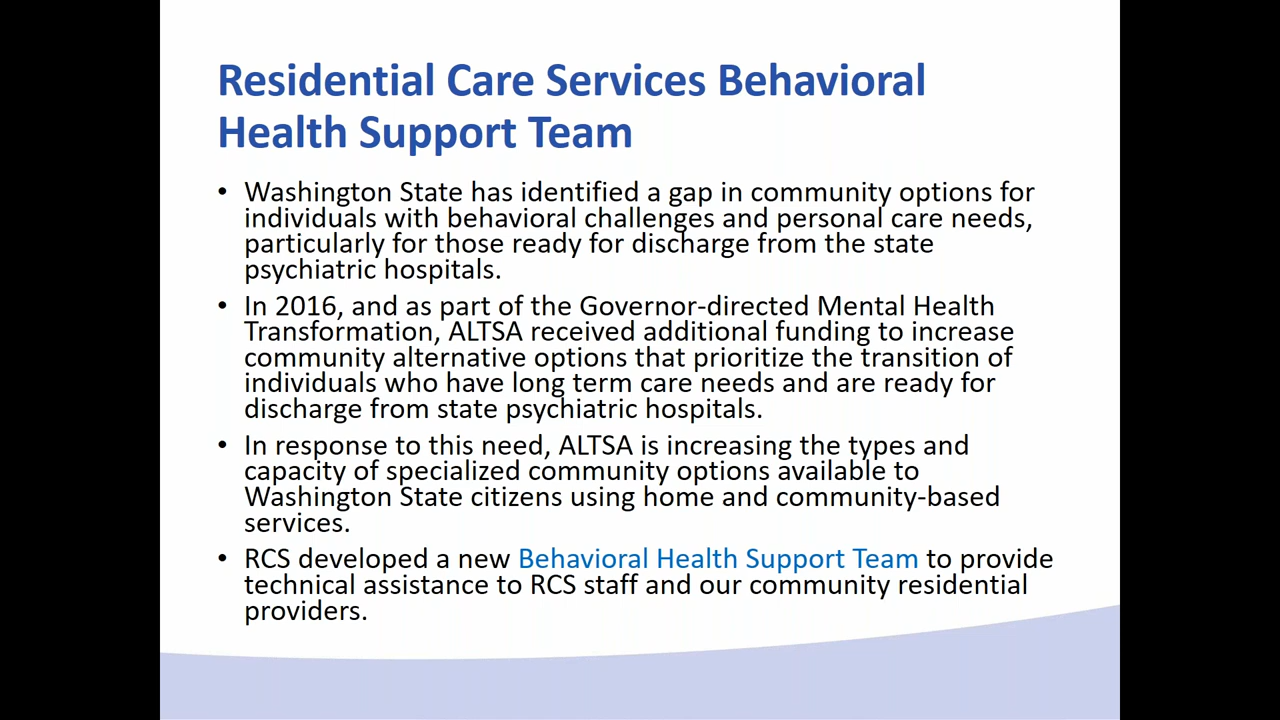 Residential Care Services Behavioral
Health Support Team
• Washington State has identified a gap in community options for
individuals with behavioral challenges and personal care needs,
particularly for those ready for discharge from the state
psychiatric hospitals.
• In 2016, and as part of the Governor-directed Mental Health
Transformation, ALTSA received additional funding to increase
community alternative options that prioritize the transition of
individuals who have long term care needs and are ready for
discharge from state psychiatric hospitals.
• In response to this need, ALTSA is increasing the types and
capacity of specialized community options available to
Washington State citizens using home and community-based
services.
• RCS developed a new Behavioral Health Support Team to provide
technical assistance to RCS staff and our community residential
providers.